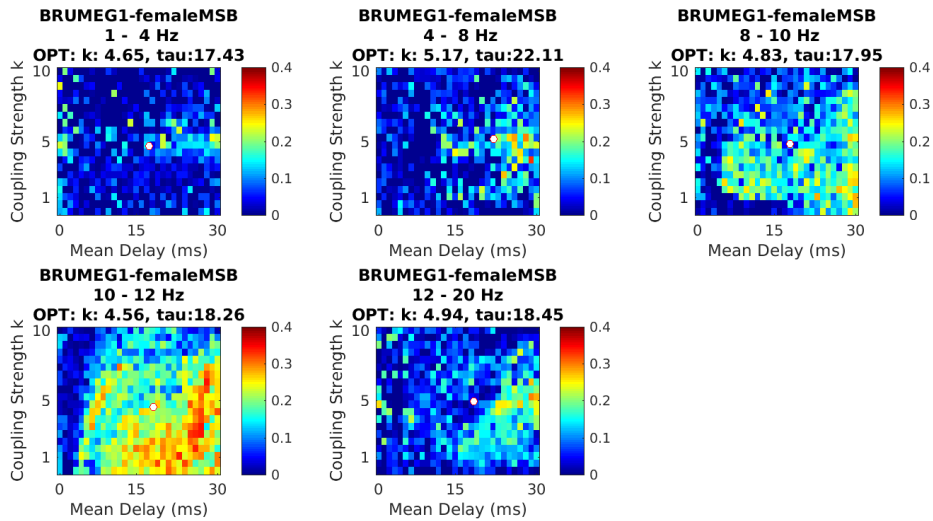 BRUMEG1-femaleMSB
1 - 4 Hz
OPT: k: 4.65, tau:17.43
Coupling Strength k
10
5
1
0 15 30
Mean Delay (ms)
0.4
0.3
0.2
0.1
0
BRUMEG1-femaleMSB
4 - 8 Hz
OPT: k: 5.17, tau:22.11
Coupling Strength k
10
5
1
0 15 30
Mean Delay (ms)
0.4
0.3
0.2
0.1
0
BRUMEG1-femaleMSB
8 - 10 Hz
OPT: k: 4.83, tau:17.95
Coupling Strength k
10
5
1
0 15 30
Mean Delay (ms)
0.4
0.3
0.2
0.1
0
BRUMEG1-femaleMSB
10 - 12 Hz
OPT: k: 4.56, tau:18.26
Coupling Strength k
10
5
1
0 15 30
Mean Delay (ms)
0.4
0.3
0.2
0.1
0
BRUMEG1-femaleMSB
12 - 20 Hz
OPT: k: 4.94, tau:18.45
Coupling Strength k
10
5
1
0 15 30
Mean Delay (ms)
0.4
0.3
0.2
0.1
0